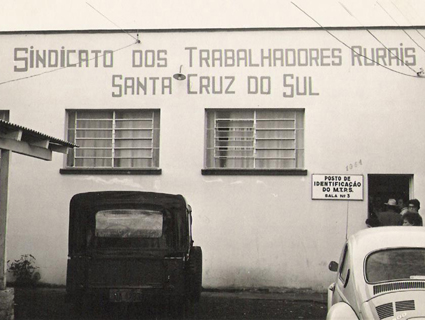 SINDICATO DOS TRABALHADORES RURAIS
SANTA CRUZ DO SUL
POSTO DE
IDENTIFICAÇÃO
DO M.T.P.S.
SALA Nº 3